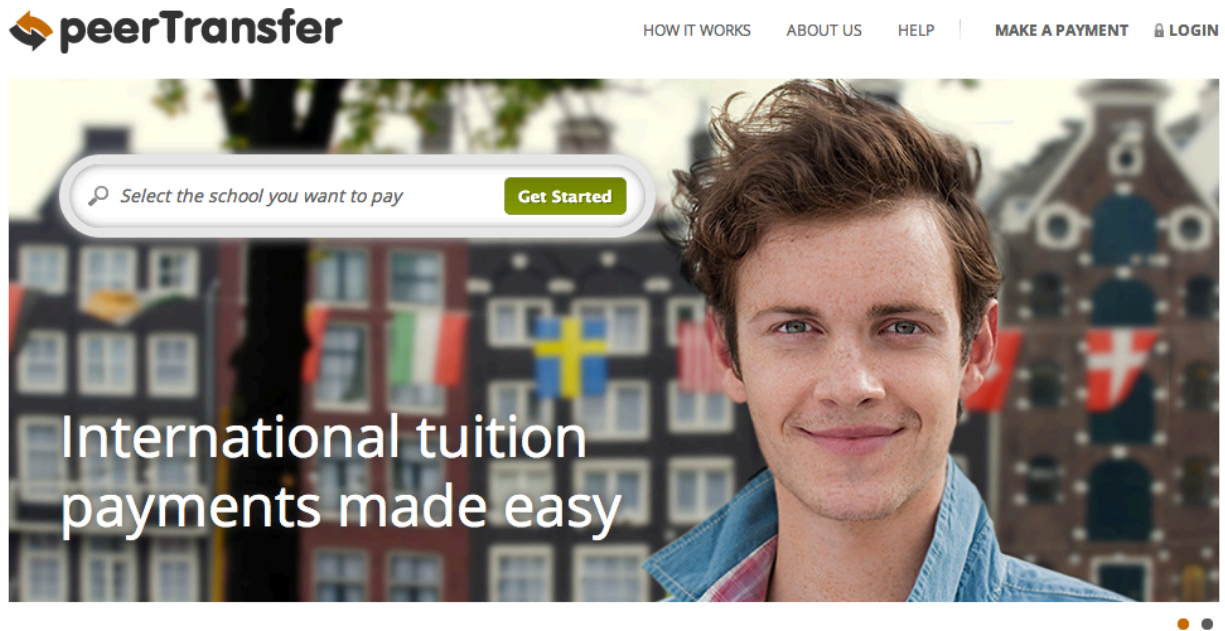 peerTransfer
HOW IT WORKS ABOUT US HELP MAKE A PAYMENT LOGIN
Select the school you want to pay Get Started
International tuition
payments made easy